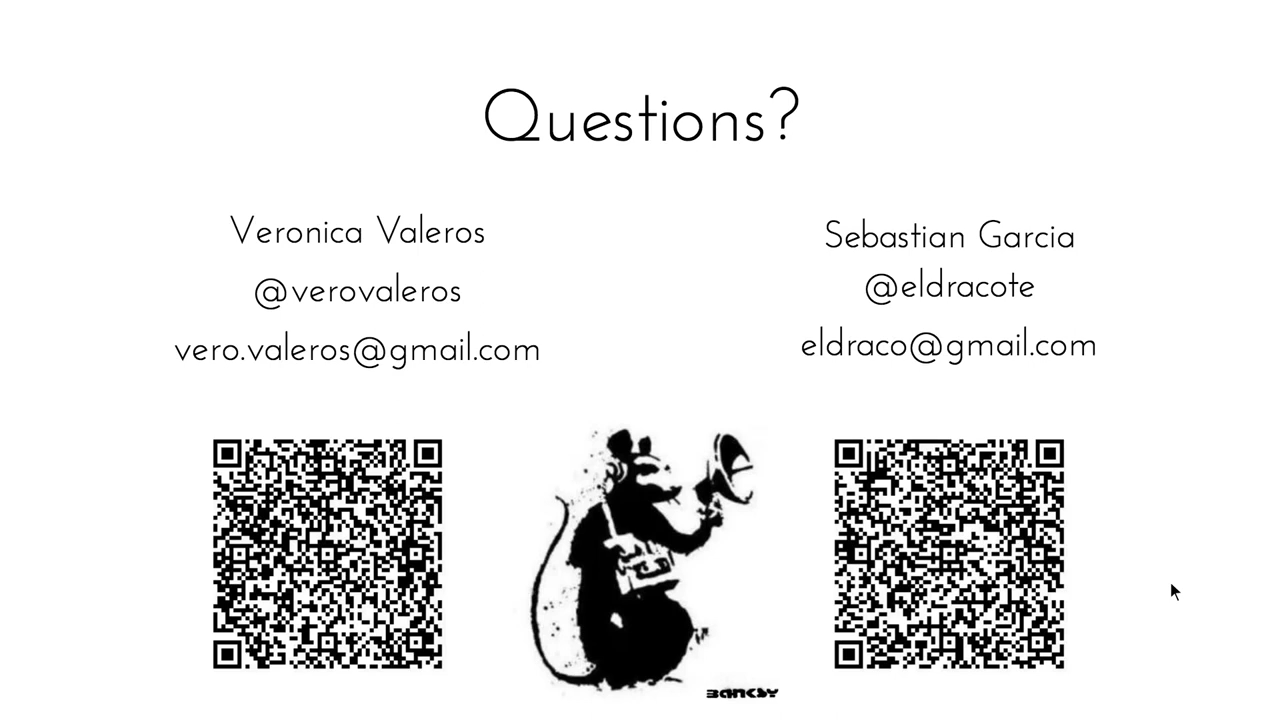 Questions?
Veronica Valeros
@verovaleros
vero.valeros@gmail.com
Sebastian Garcia
@eldracote
eldraco@gmail.com
BANKSY